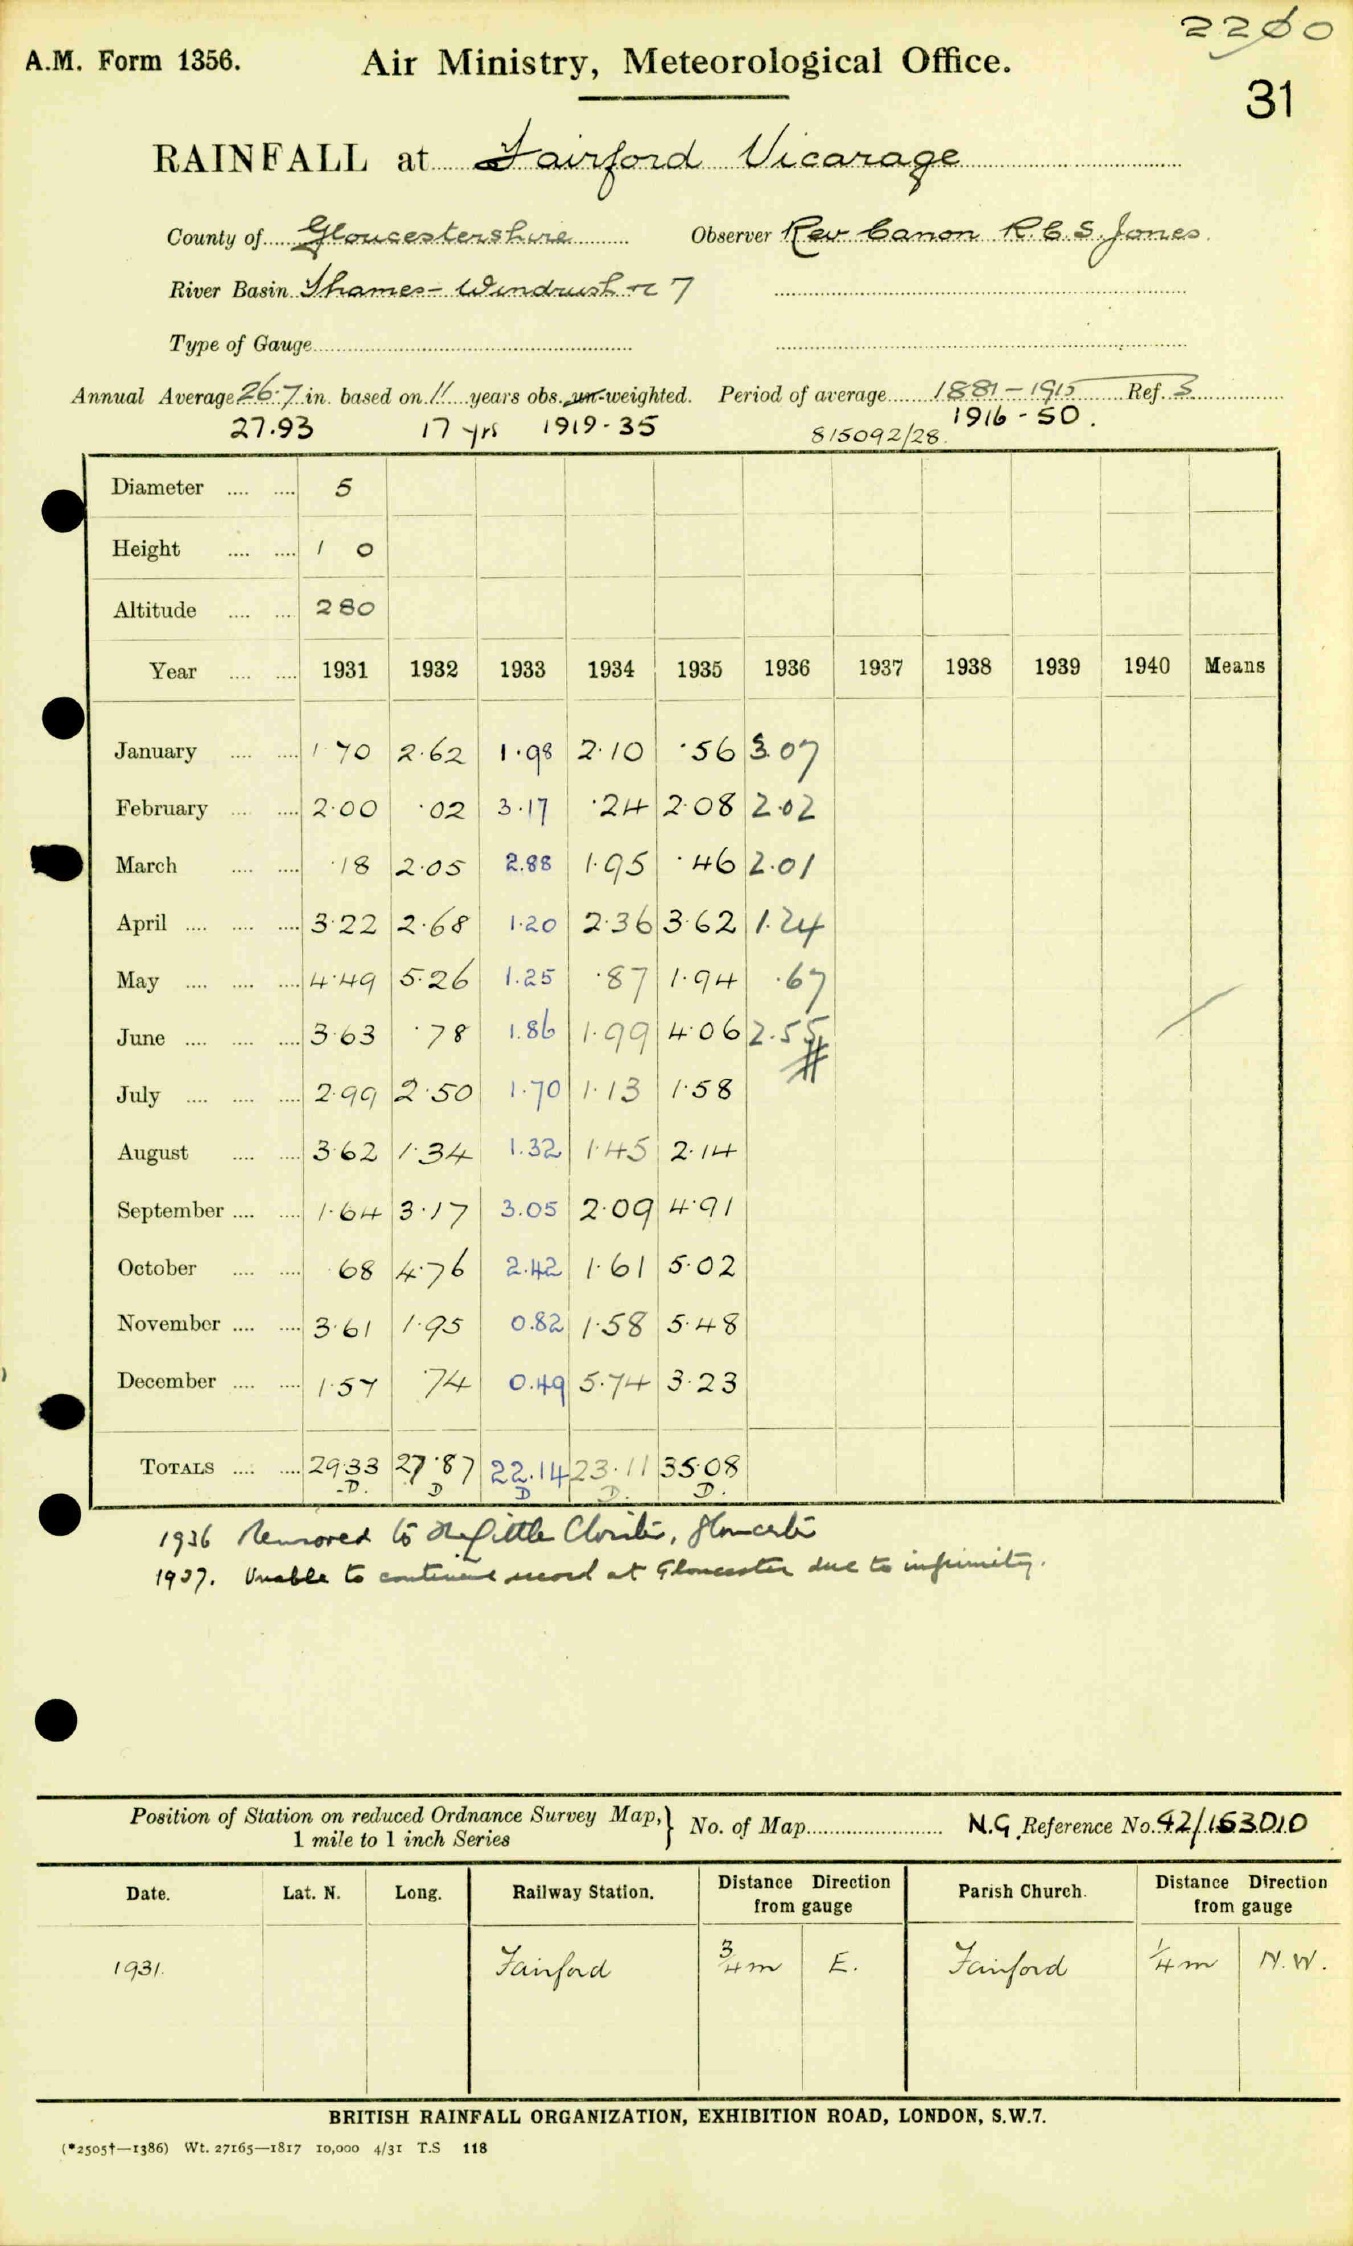 2260
A.M. Form 1356. Air Ministry, Meteorological Office.
31
RAINFALL at Fairford Vicarage
County of Gloucestershire Observer Rev Canon R.C.S. Jones
River Basin Thames - Windrush 7
Type of Gauge
Annual Average 26.7 in. based on 11 years obs. un-weighted. Period of average 1881-1915 Ref. S
27.93 17 yrs 1919-35 815092/28. 1916-50.
Diameter .... .... 5
Height .... .... 1 0
Altitude .... .... 280
Year .... .... 1931 1932 1933 1934 1935 1936 1937 1938 1939 1940 Means
January .... .... 1.70 2.62 1.98 2.10 .56 3.07
February .... .... 2.00 .02 3.17 .24 2.08 2.02
March .... .... .18 2.05 2.88 1.95 .46 2.01
April .... .... .... 3.22 2.68 1.20 2.36 3.62 1.24
May .... .... .... 4.49 5.26 1.25 .87 1.94 .67
June .... .... .... 3.63 .78 1.86 1.99 4.06 2.55
July .... .... .... 2.99 2.50 1.70 1.13 1.58
August .... .... 3.62 1.34 1.32 1.45 2.14
September .... .... 1.64 3.17 3.05 2.09 4.91
October .... .... .68 4.76 2.42 1.61 5.02
November .... .... 3.61 1.95 0.82 1.58 5.48
December .... .... 1.57 .74 0.49 5.74 3.23
TOTALS .... .... 29.33 27.87 22.14 23.11 35.08
D. D D D. D.
1936 Removed to The Little Cloister, Gloucester
1937. Unable to continue record at Gloucester due to infirmity.
Position of Station on reduced Ordnance Survey Map, 1 mile to 1 inch Series } No. of Map N.G. Reference No. 42/153010
Date. Lat. N. Long. Railway Station. Distance Direction from gauge Parish Church. Distance Direction from gauge
1931. Fairford 3/4 m E. Fairford 1/4 m N.W.
BRITISH RAINFALL ORGANIZATION, EXHIBITION ROAD, LONDON, S.W.7.
(*2505†—1386) Wt. 27165—1817 10,000 4/31 T.S 118